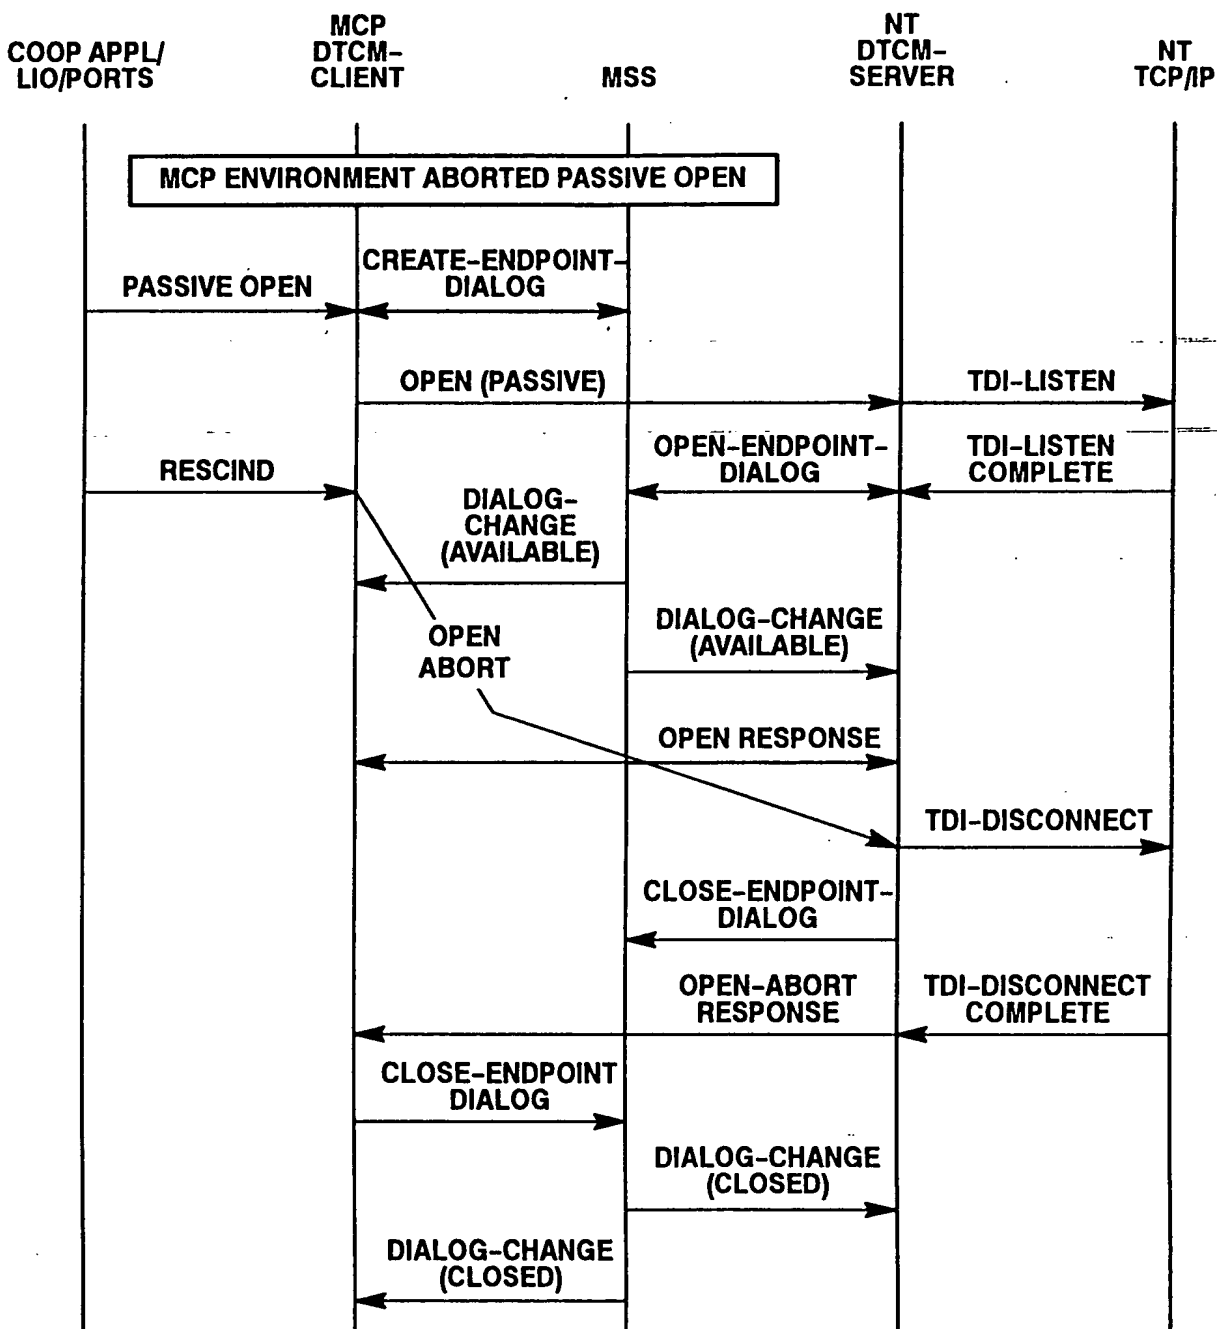 COOP APPL/
LIO/PORTS
MCP
DTCM-
CLIENT
MSS
NT
DTCM-
SERVER
NT
TCP/IP
MCP ENVIRONMENT ABORTED PASSIVE OPEN
PASSIVE OPEN
CREATE-ENDPOINT-
DIALOG
OPEN (PASSIVE)
TDI-LISTEN
RESCIND
OPEN-ENDPOINT-
DIALOG
TDI-LISTEN
COMPLETE
DIALOG-
CHANGE
(AVAILABLE)
OPEN
ABORT
DIALOG-CHANGE
(AVAILABLE)
OPEN RESPONSE
TDI-DISCONNECT
CLOSE-ENDPOINT-
DIALOG
OPEN-ABORT
RESPONSE
TDI-DISCONNECT
COMPLETE
CLOSE-ENDPOINT
DIALOG
DIALOG-CHANGE
(CLOSED)
DIALOG-CHANGE
(CLOSED)